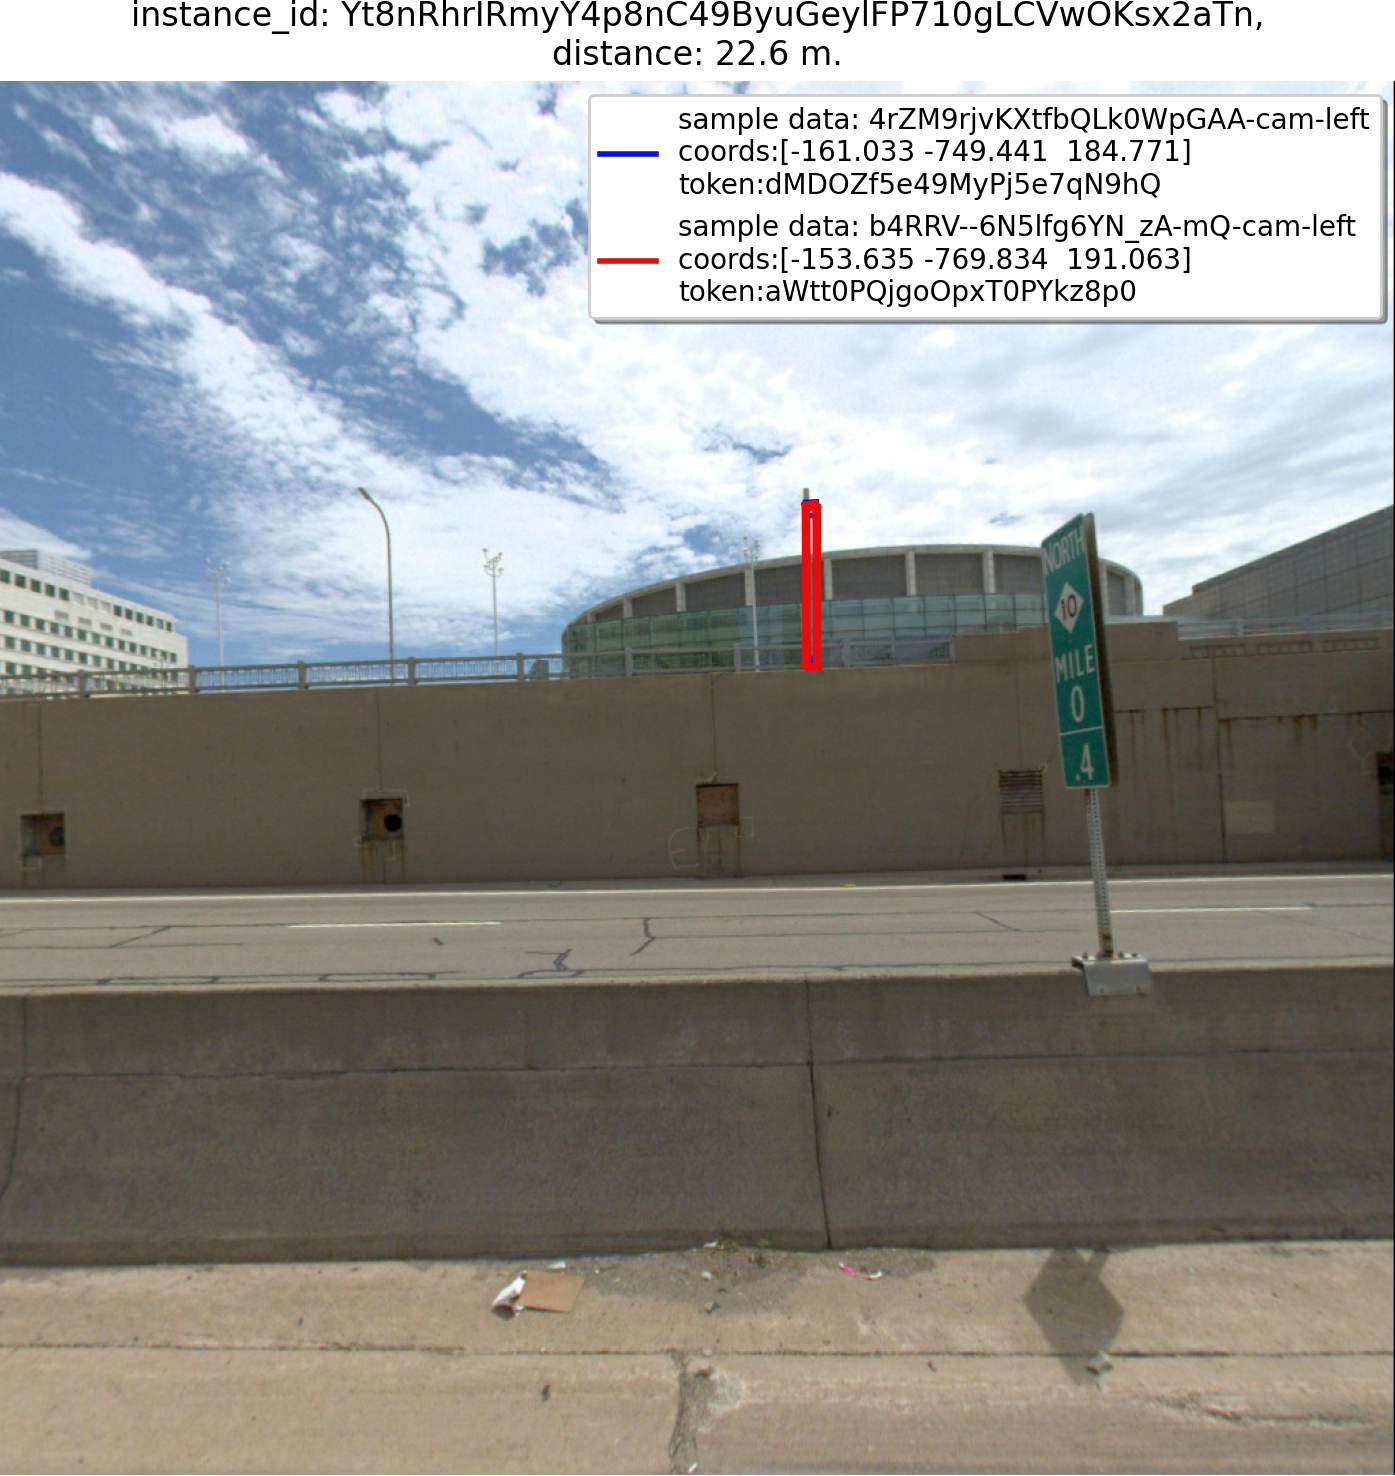 instance_id: Yt8nRhrIRmyY4p8nC49ByuGeylFP710gLCVwOKsx2aTn,
distance: 22.6 m.
sample data: 4rZM9rjvKXtfbQLk0WpGAA-cam-left
coords:[-161.033 -749.441  184.771]
token:dMDOZf5e49MyPj5e7qN9hQ
sample data: b4RRV--6N5lfg6YN_zA-mQ-cam-left
coords:[-153.635 -769.834  191.063]
token:aWtt0PQjgoOpxT0PYkz8p0
NORTH
10
MILE
0
.4